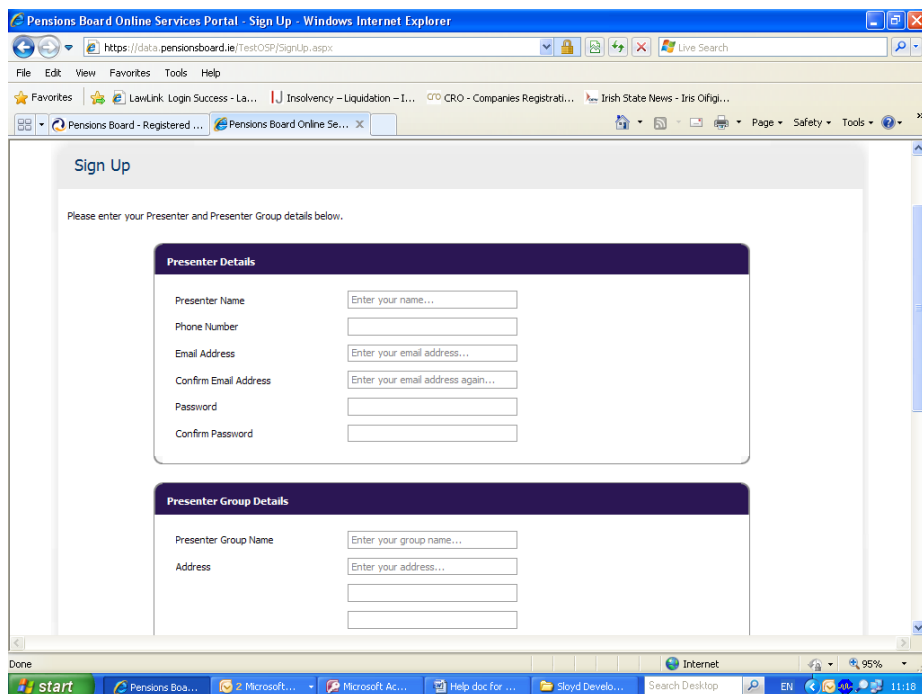 Pensions Board Online Services Portal - Sign Up - Windows Internet Explorer
https://data.pensionsboard.ie/TestOSP/SignUp.aspx
Live Search
File Edit View Favorites Tools Help
Favorites LawLink Login Success - La... Insolvency – Liquidation – I... CRO CRO - Companies Registrati... Irish State News - Iris Oifigi...
Pensions Board - Registered ... Pensions Board Online Se... X Page Safety Tools »
Sign Up
Please enter your Presenter and Presenter Group details below.
Presenter Details
Presenter Name Enter your name...
Phone Number
Email Address Enter your email address...
Confirm Email Address Enter your email address again...
Password
Confirm Password
Presenter Group Details
Presenter Group Name Enter your group name...
Address Enter your address...
Done Internet 95%
start Pensions Boa... 2 Microsoft... Microsoft Ac... Help doc for ... Sloyd Develo... Search Desktop EN 11:18